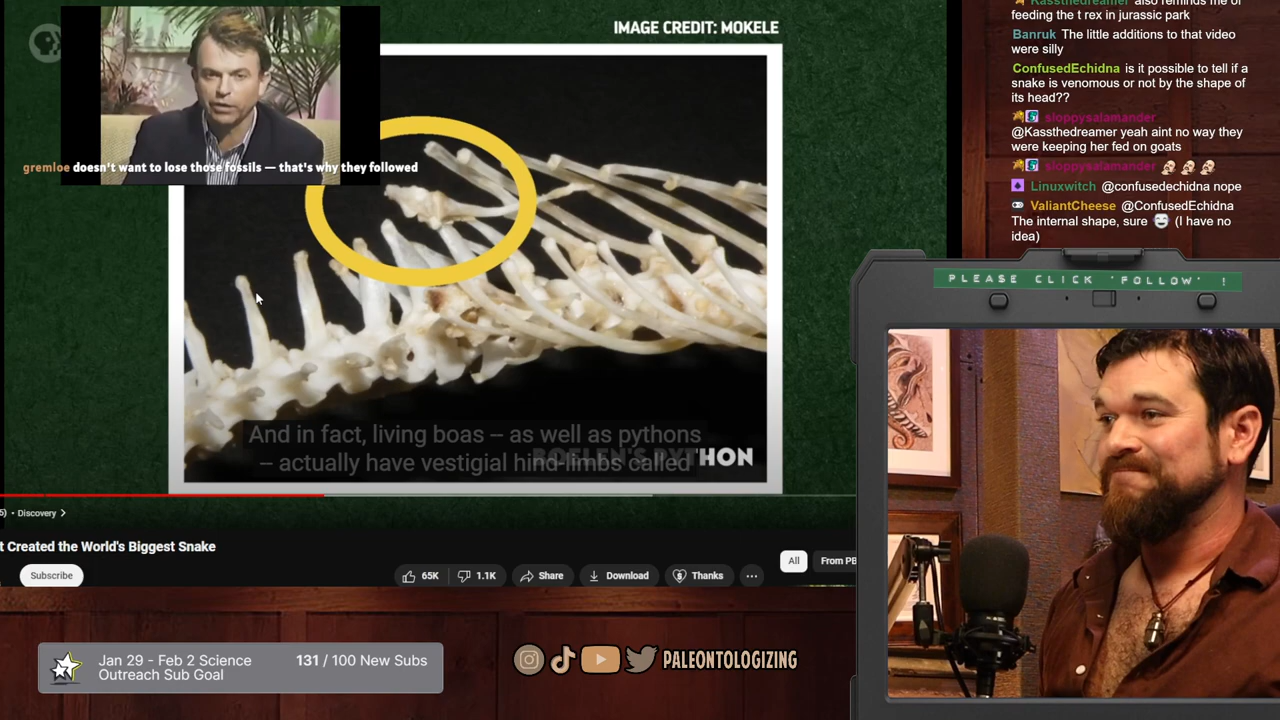 IMAGE CREDIT: MOKELE
gremloe doesn't want to lose those fossils — that's why they followed
And in fact, living boas – as well as pythons
– actually have vestigial hind-limbs called
PYTHON
5) • Discovery >
t Created the World's Biggest Snake
Subscribe
65K
1.1K
Share
Download
Thanks
All
From PB
Jan 29 - Feb 2 Science
Outreach Sub Goal
131 / 100 New Subs
PALEONTOLOGIZING
Kassthedreamer also reminds me of
feeding the t rex in jurassic park
Banruk The little additions to that video
were silly
ConfusedEchidna is it possible to tell if a
snake is venomous or not by the shape of
its head??
sloppysalamander
@Kassthedreamer yeah aint no way they
were keeping her fed on goats
sloppysalamander
Linuxwitch @confusedechidna nope
ValiantCheese @ConfusedEchidna
The internal shape, sure (I have no
idea)
PLEASE CLICK "FOLLOW" !